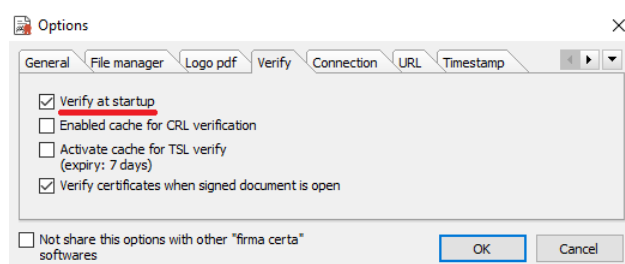 Options
General File manager Logo pdf Verify Connection URL Timestamp
Verify at startup
Enabled cache for CRL verification
Activate cache for TSL verify
(expiry: 7 days)
Verify certificates when signed document is open
Not share this options with other "firma certa"
softwares
OK Cancel